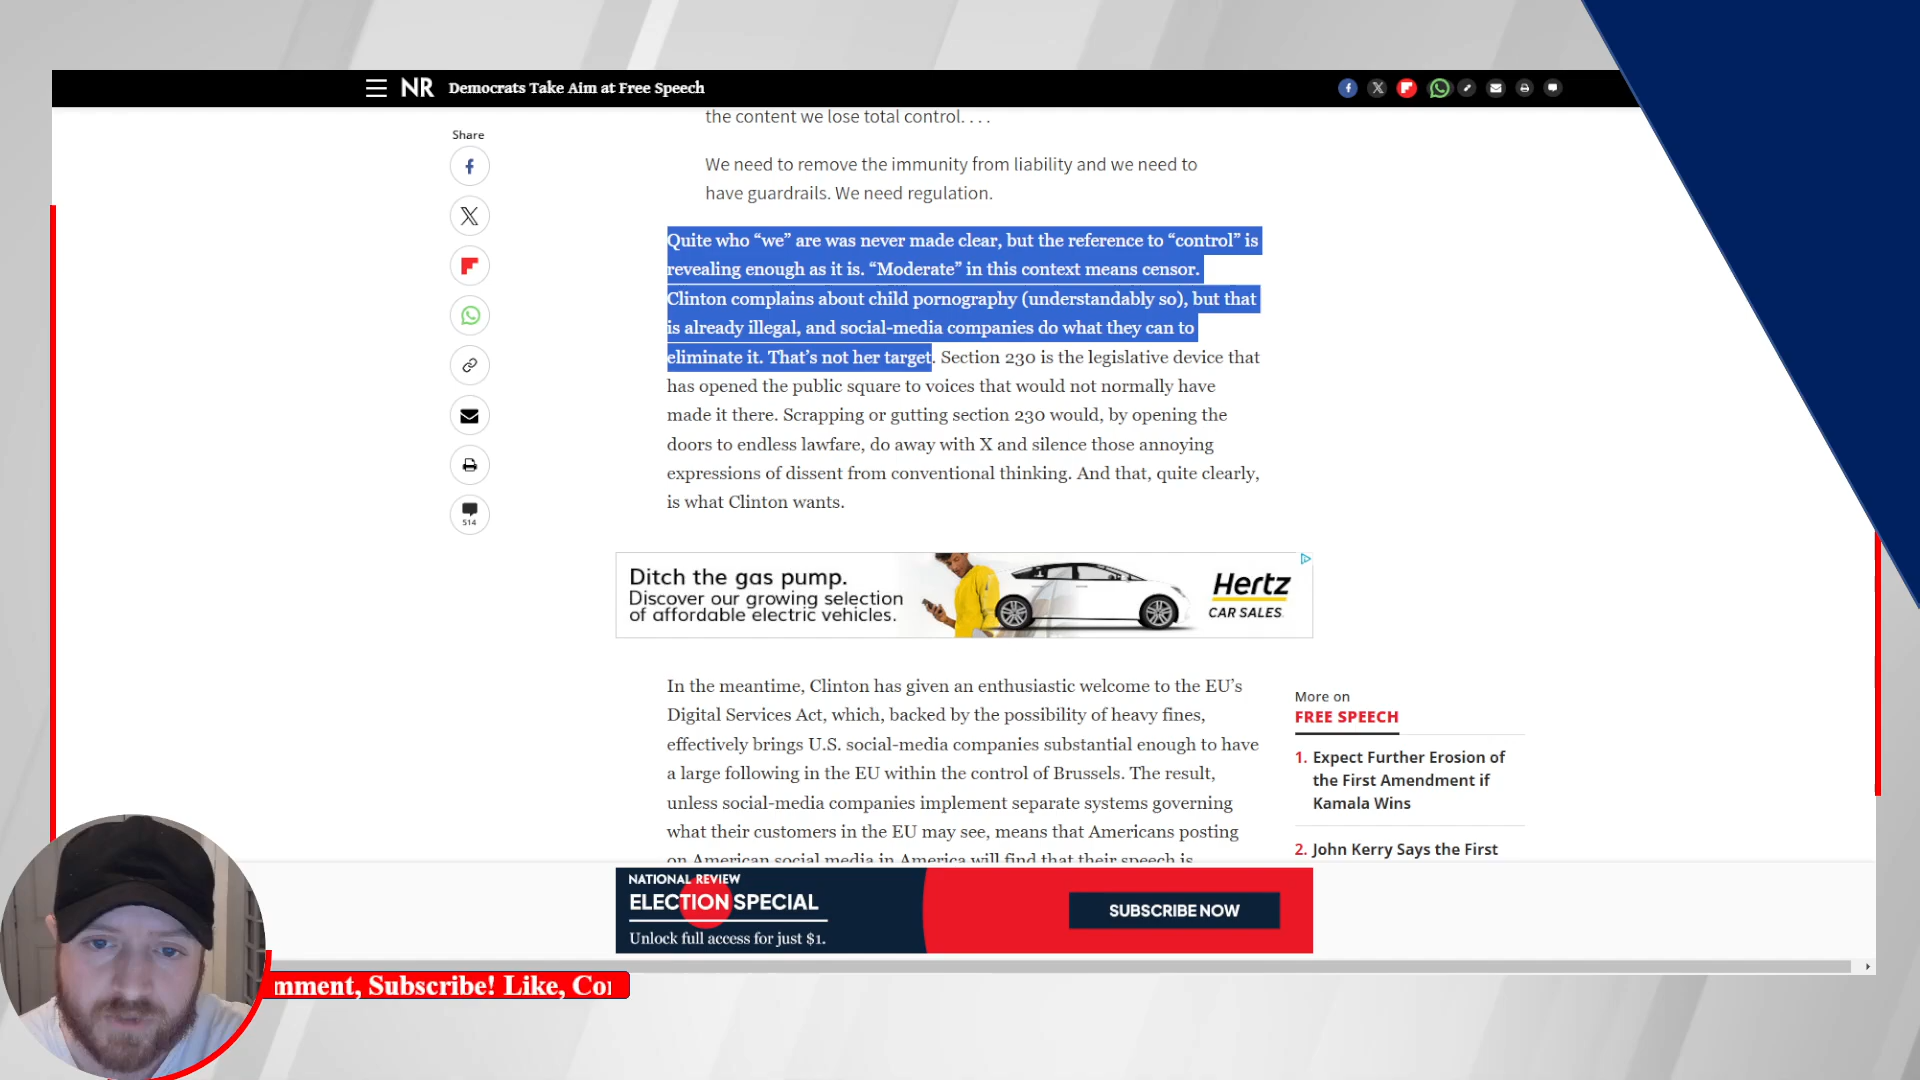 NR Democrats Take Aim at Free Speech
Share
514
the content we lose total control. . . .
We need to remove the immunity from liability and we need to
have guardrails. We need regulation.
Quite who “we” are was never made clear, but the reference to “control” is
revealing enough as it is. “Moderate” in this context means censor.
Clinton complains about child pornography (understandably so), but that
is already illegal, and social-media companies do what they can to
eliminate it. That’s not her target. Section 230 is the legislative device that
has opened the public square to voices that would not normally have
made it there. Scrapping or gutting section 230 would, by opening the
doors to endless lawfare, do away with X and silence those annoying
expressions of dissent from conventional thinking. And that, quite clearly,
is what Clinton wants.
Ditch the gas pump.
Discover our growing selection
of affordable electric vehicles.
Hertz
CAR SALES
In the meantime, Clinton has given an enthusiastic welcome to the EU’s
Digital Services Act, which, backed by the possibility of heavy fines,
effectively brings U.S. social-media companies substantial enough to have
a large following in the EU within the control of Brussels. The result,
unless social-media companies implement separate systems governing
what their customers in the EU may see, means that Americans posting
on American social media in America will find that their speech is
More on
FREE SPEECH
1. Expect Further Erosion of
the First Amendment if
Kamala Wins
2. John Kerry Says the First
NATIONAL REVIEW
ELECTION SPECIAL
Unlock full access for just $1.
SUBSCRIBE NOW
mment, Subscribe! Like, Co